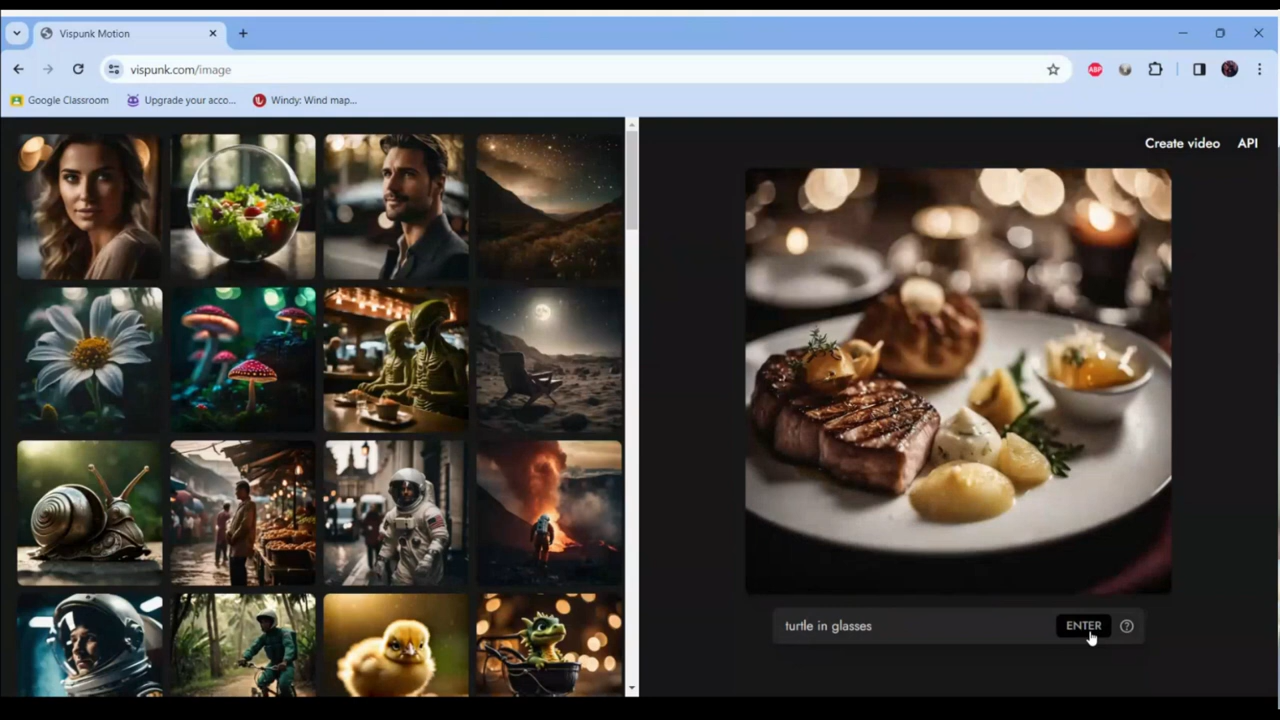 Vispunk Motion
vispunk.com/image
ABP
Google Classroom
Upgrade your acco...
Windy: Wind map...
Create video
API
turtle in glasses
ENTER